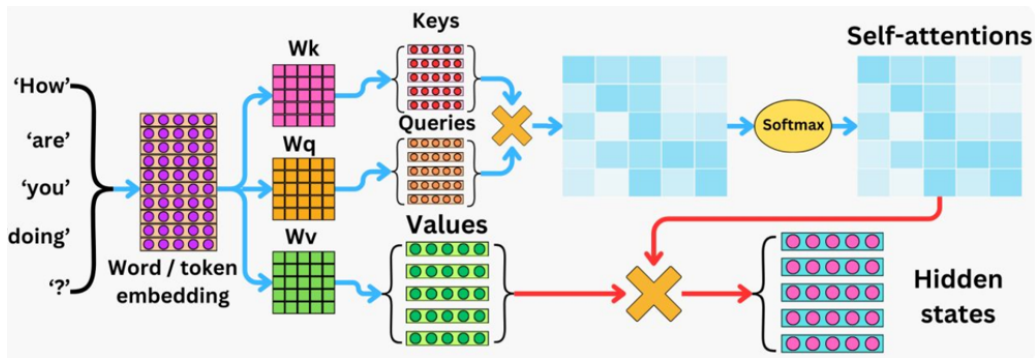 Keys
Self-attentions
Wk
'How'
Queries
Softmax
'are'
Wq
'you'
Values
Wv
doing'
Word / token
embedding
Hidden
states
'?'